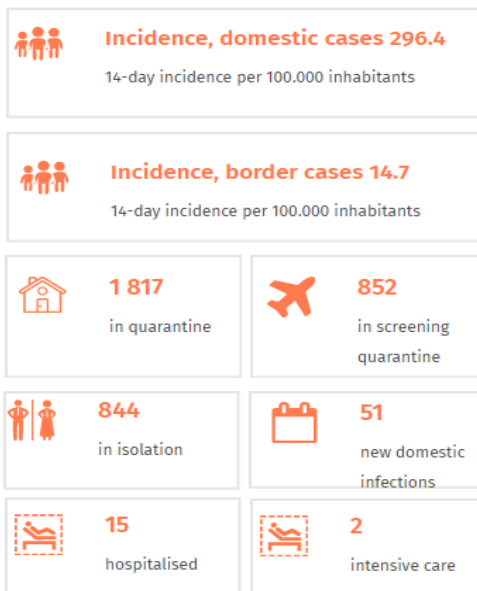 Incidence, domestic cases 296.4
14-day incidence per 100.000 inhabitants
Incidence, border cases 14.7
14-day incidence per 100.000 inhabitants
1 817
in quarantine
852
in screening
quarantine
844
in isolation
51
new domestic
infections
15
hospitalised
2
intensive care